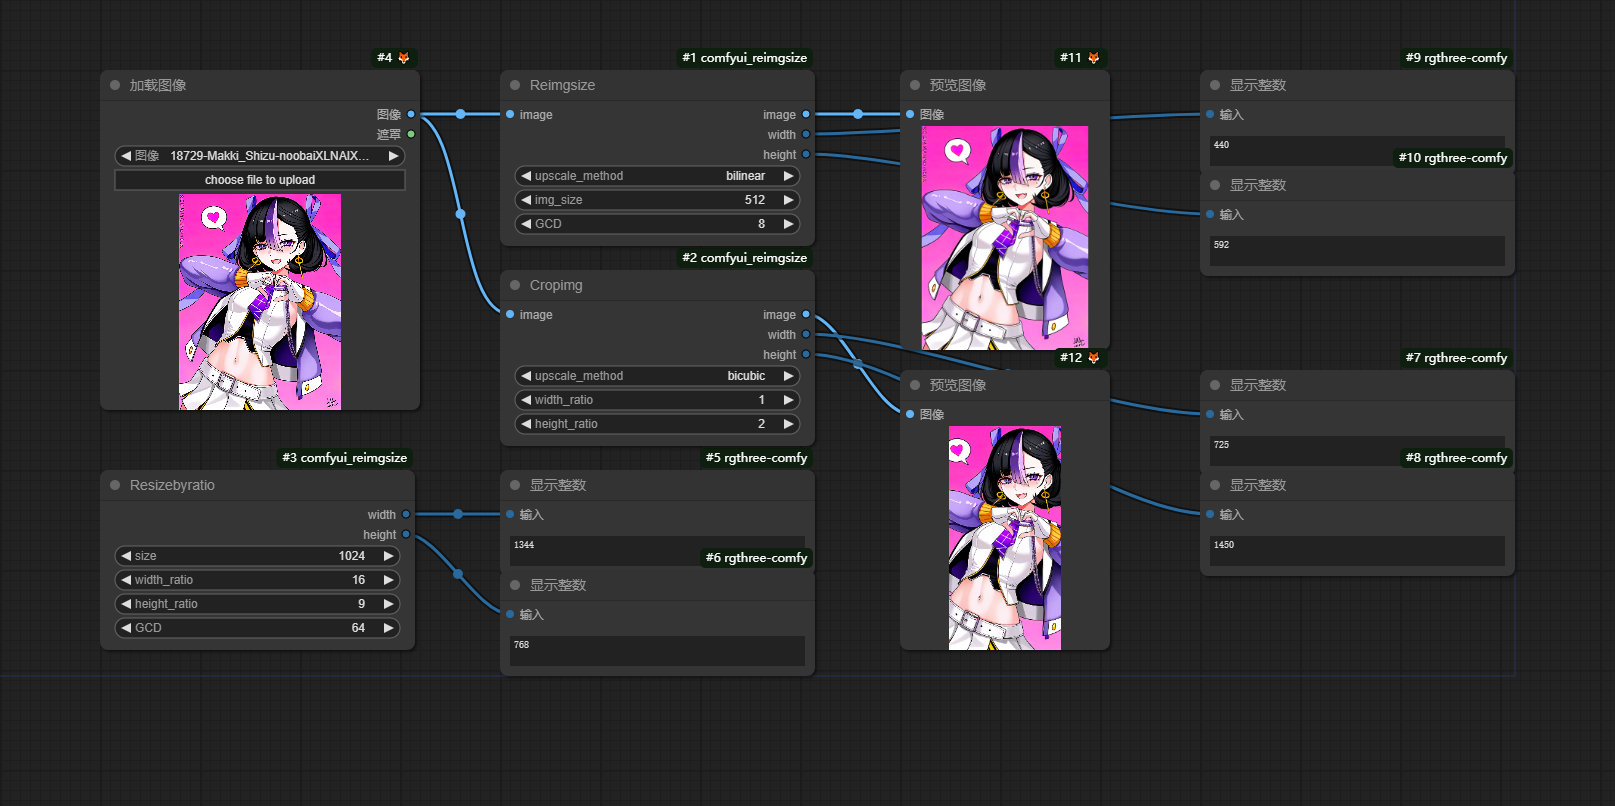 #4
加载图像
图像
遮罩
图像 18729-Makki_Shizu-noobaiXLNAIX...
choose file to upload
#1 comfyui_reimgsize
Reimgsize
image
image
width
height
upscale_method bilinear
img_size 512
GCD 8
#2 comfyui_reimgsize
Cropimg
image
image
width
height
upscale_method bicubic
width_ratio 1
height_ratio 2
#3 comfyui_reimgsize
Resizebyratio
width
height
size 1024
width_ratio 16
height_ratio 9
GCD 64
#5 rgthree-comfy
显示整数
输入
1344
#6 rgthree-comfy
显示整数
输入
768
#11
预览图像
图像
#12
预览图像
图像
#9 rgthree-comfy
显示整数
输入
440
#10 rgthree-comfy
显示整数
输入
592
#7 rgthree-comfy
显示整数
输入
725
#8 rgthree-comfy
显示整数
输入
1450